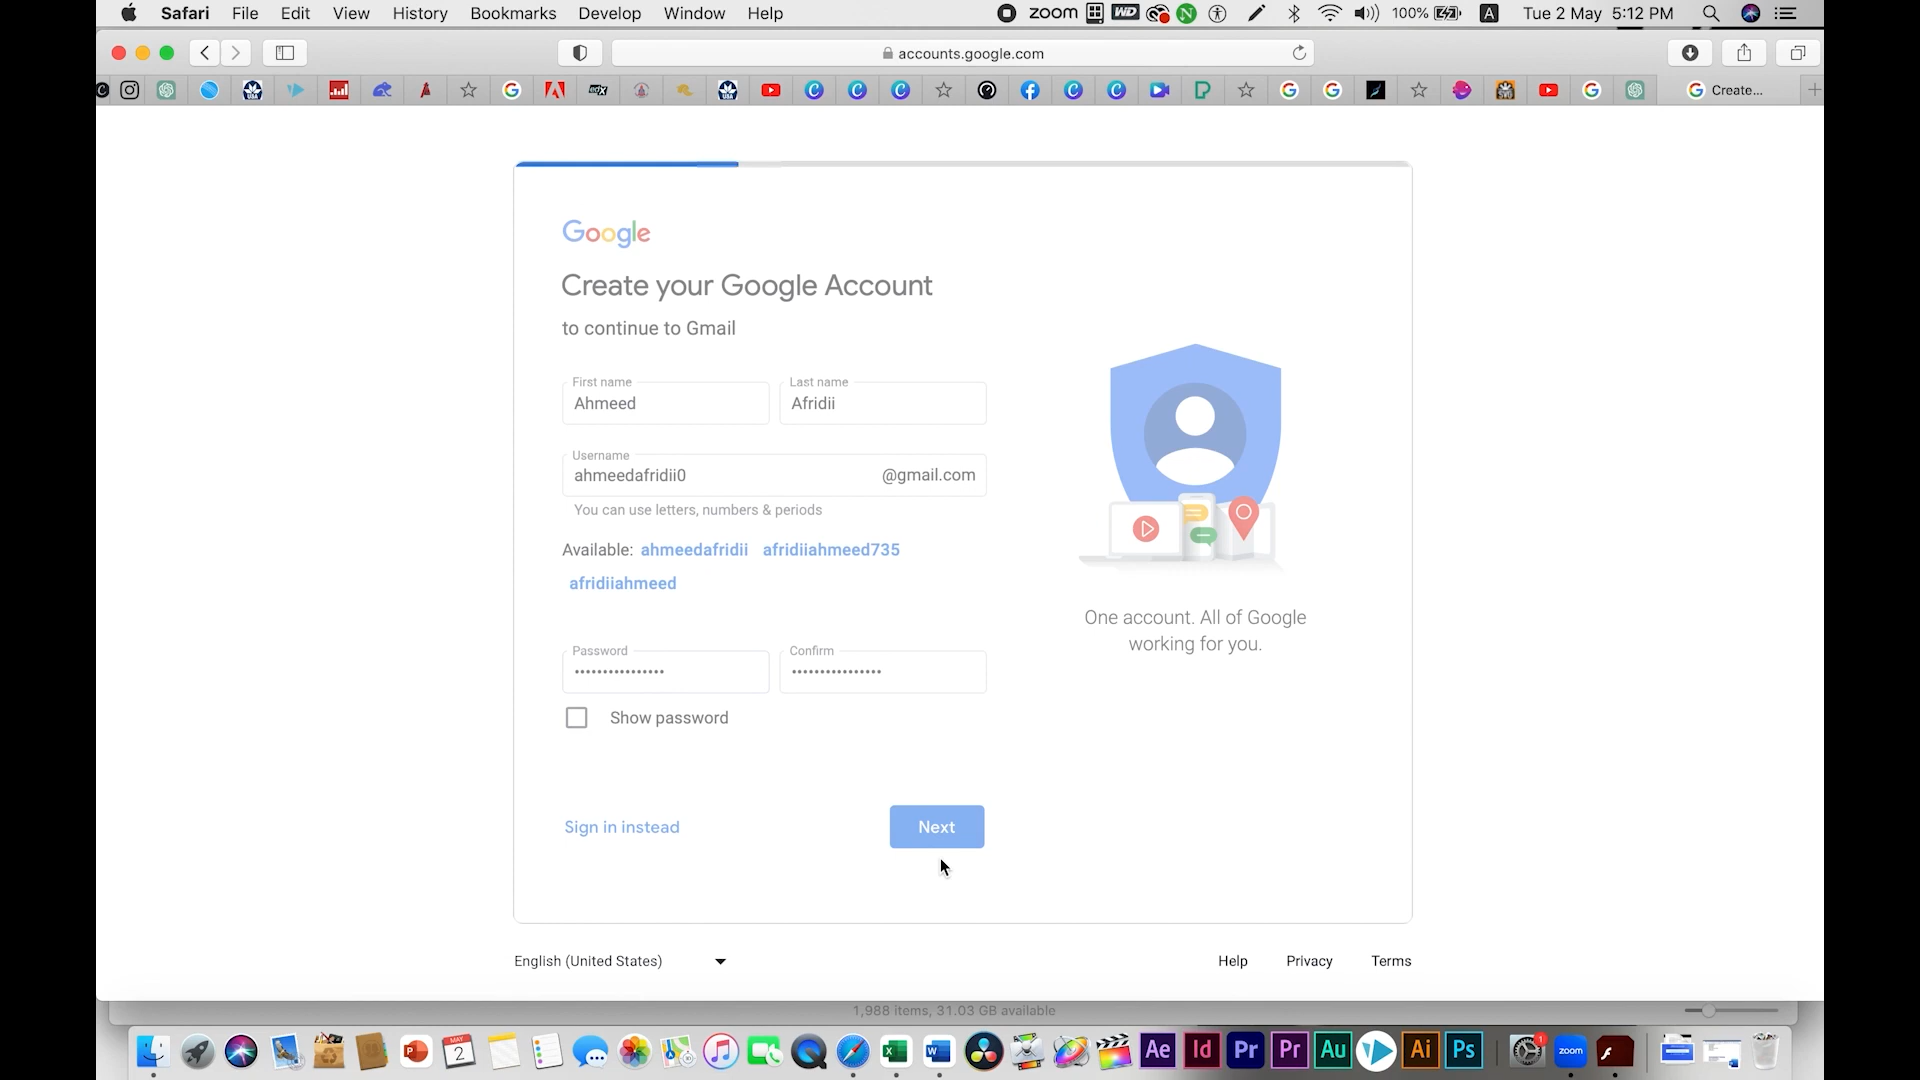 Safari File Edit View History Bookmarks Develop Window Help zoom WD N 100% A Tue 2 May 5:12 PM
accounts.google.com
Create...
Google
Create your Google Account
to continue to Gmail
First name Last name
Ahmeed Afridii
Username
ahmeedafridii0 @gmail.com
You can use letters, numbers & periods
Available: ahmeedafridii afridiiahmeed735
afridiiahmeed
Password Confirm
Show password
One account. All of Google
working for you.
Sign in instead Next
English (United States) Help Privacy Terms
1,988 items, 31.03 GB available
MAY
2 Ae Id Pr Pr Au Ai Ps zoom